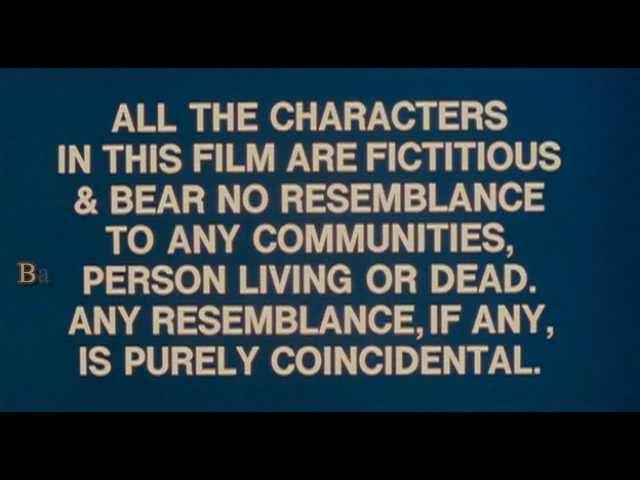 ALL THE CHARACTERS
IN THIS FILM ARE FICTITIOUS
& BEAR NO RESEMBLANCE
TO ANY COMMUNITIES,
Ba
PERSON LIVING OR DEAD.
ANY RESEMBLANCE, IF ANY,
IS PURELY COINCIDENTAL.